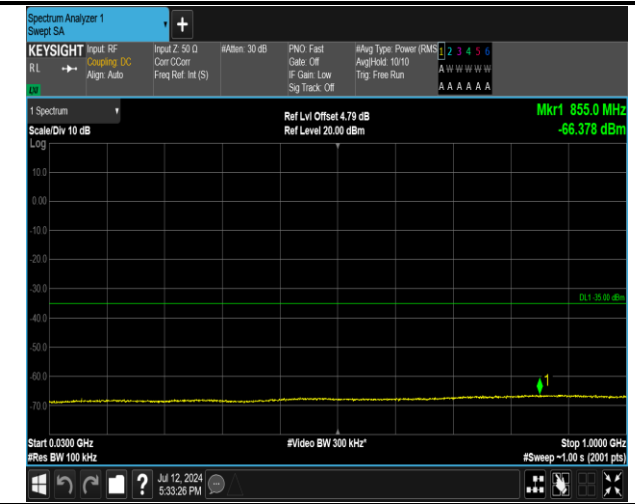 Spectrum Analyzer 1
Swept SA
+
KEYSIGHT Input: RF Input Z: 50 Ω #Atten: 30 dB PNO: Fast #Avg Type: Power (RMS 1 2 3 4 5 6
RL Coupling: DC Corr CCorr Gate: Off Avg|Hold: 10/10 A W W W W W
Align: Auto Freq Ref: Int (S) IF Gain: Low Trig: Free Run
Sig Track: Off A A A A A A
1 Spectrum
Ref Lvl Offset 4.79 dB Mkr1 855.0 MHz
Scale/Div 10 dB Ref Level 20.00 dBm -66.378 dBm
Log
10.0
0.00
-10.0
-20.0
-30.0
DL1 -35.00 dBm
-40.0
-50.0
-60.0
1
-70.0
Start 0.0300 GHz #Video BW 300 kHz* Stop 1.0000 GHz
#Res BW 100 kHz #Sweep ~1.00 s (2001 pts)
? Jul 12, 2024
5:33:26 PM